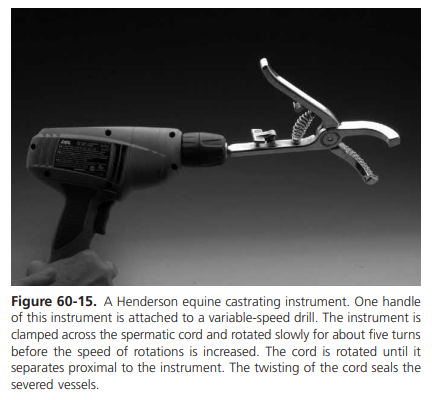 SKIL
Figure 60-15. A Henderson equine castrating instrument. One handle
of this instrument is attached to a variable-speed drill. The instrument is
clamped across the spermatic cord and rotated slowly for about five turns
before the speed of rotations is increased. The cord is rotated until it
separates proximal to the instrument. The twisting of the cord seals the
severed vessels.